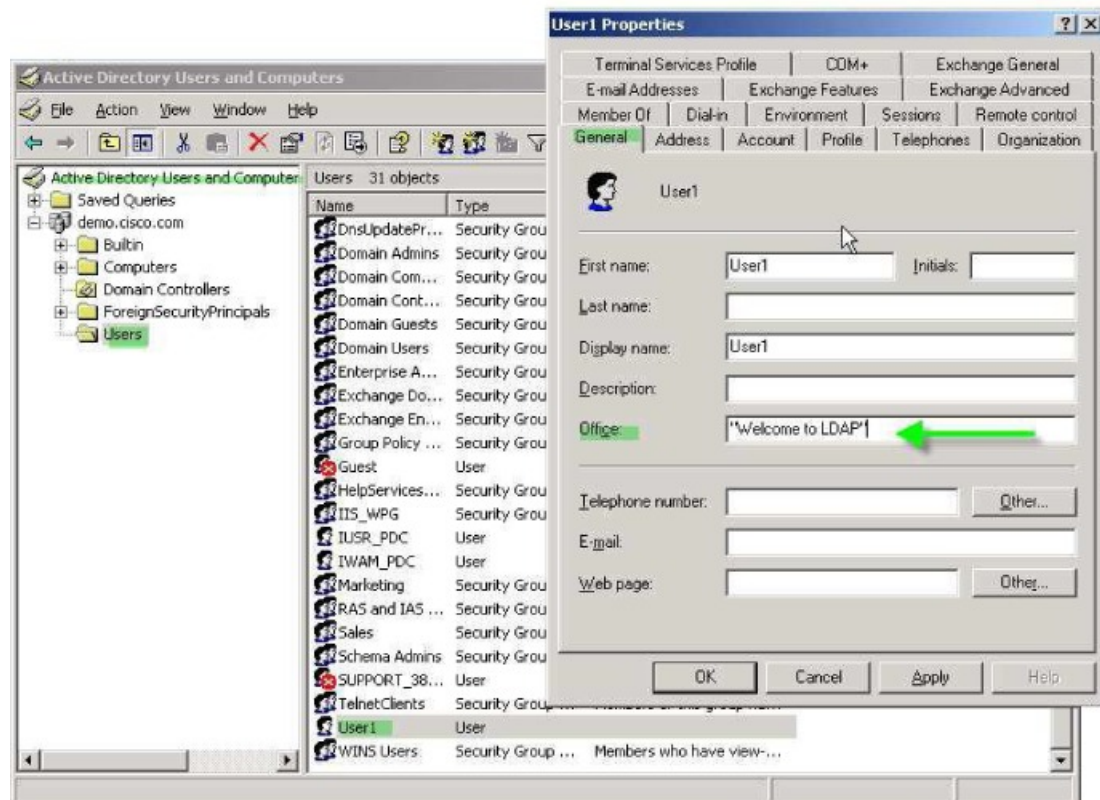 User1 Properties
Terminal Services Profile COM+ Exchange General
E-mail Addresses Exchange Features Exchange Advanced
Member Of Dial-in Environment Sessions Remote control
General Address Account Profile Telephones Organization
User1
First name: User1 Initials:
Last name:
Display name: User1
Description:
Office: "Welcome to LDAP"
Telephone number: Other...
E-mail:
Web page: Other...
OK Cancel Apply Help
Active Directory Users and Computers
File Action View Window Help
Active Directory Users and Computer
Saved Queries
demo.cisco.com
Builtin
Computers
Domain Controllers
ForeignSecurityPrincipals
Users
Users 31 objects
Name Type
DnsUpdatePr... Security Grou
Domain Admins Security Grou
Domain Com... Security Grou
Domain Cont... Security Grou
Domain Guests Security Grou
Domain Users Security Grou
Enterprise A... Security Grou
Exchange Do... Security Grou
Exchange En... Security Grou
Group Policy ... Security Grou
Guest User
HelpServices... Security Grou
IIS_WPG Security Grou
IUSR_PDC User
IWAM_PDC User
Marketing Security Grou
RAS and IAS ... Security Grou
Sales Security Grou
Schema Admins Security Grou
SUPPORT_38... User
TelnetClients Security Group ...
User1 User
WINS Users Security Group ... Members who have view-...